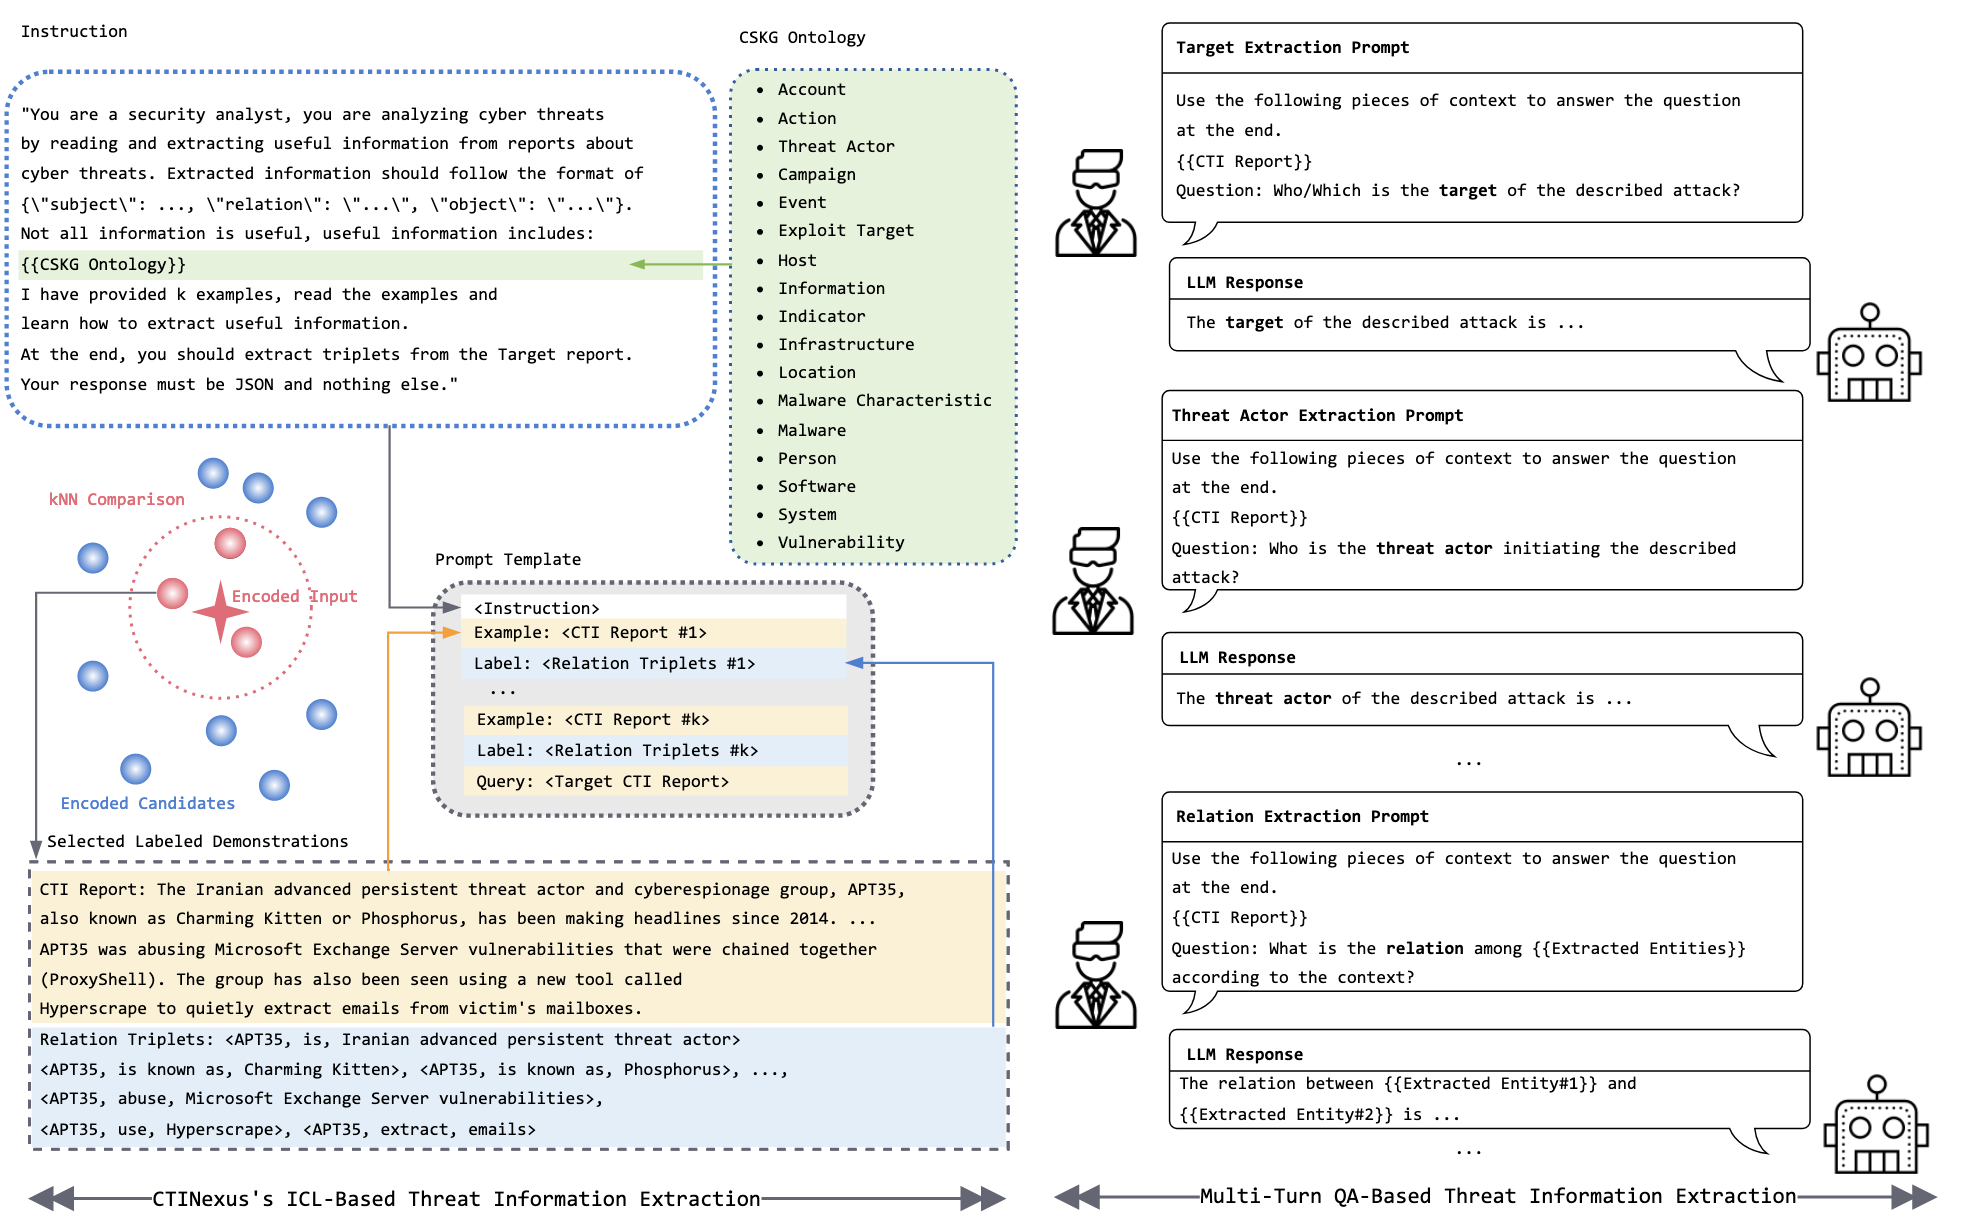 Instruction
"You are a security analyst, you are analyzing cyber threats
by reading and extracting useful information from reports about
cyber threats. Extracted information should follow the format of
{\"subject\": ..., \"relation\": \"...\", \"object\": \"...\"}.
Not all information is useful, useful information includes:
{{CSKG Ontology}}
I have provided k examples, read the examples and
learn how to extract useful information.
At the end, you should extract triplets from the Target report.
Your response must be JSON and nothing else."
CSKG Ontology
• Account
• Action
• Threat Actor
• Campaign
• Event
• Exploit Target
• Host
• Information
• Indicator
• Infrastructure
• Location
• Malware Characteristic
• Malware
• Person
• Software
• System
• Vulnerability
kNN Comparison
Encoded Input
Encoded Candidates
Prompt Template
<Instruction>
Example: <CTI Report #1>
Label: <Relation Triplets #1>
...
Example: <CTI Report #k>
Label: <Relation Triplets #k>
Query: <Target CTI Report>
Selected Labeled Demonstrations
CTI Report: The Iranian advanced persistent threat actor and cyberespionage group, APT35,
also known as Charming Kitten or Phosphorus, has been making headlines since 2014. ...
APT35 was abusing Microsoft Exchange Server vulnerabilities that were chained together
(ProxyShell). The group has also been seen using a new tool called
Hyperscrape to quietly extract emails from victim's mailboxes.
Relation Triplets: <APT35, is, Iranian advanced persistent threat actor>
<APT35, is known as, Charming Kitten>, <APT35, is known as, Phosphorus>, ...,
<APT35, abuse, Microsoft Exchange Server vulnerabilities>,
<APT35, use, Hyperscrape>, <APT35, extract, emails>
CTINexus's ICL-Based Threat Information Extraction
Target Extraction Prompt
Use the following pieces of context to answer the question
at the end.
{{CTI Report}}
Question: Who/Which is the target of the described attack?
LLM Response
The target of the described attack is ...
Threat Actor Extraction Prompt
Use the following pieces of context to answer the question
at the end.
{{CTI Report}}
Question: Who is the threat actor initiating the described
attack?
LLM Response
The threat actor of the described attack is ...
...
Relation Extraction Prompt
Use the following pieces of context to answer the question
at the end.
{{CTI Report}}
Question: What is the relation among {{Extracted Entities}}
according to the context?
LLM Response
The relation between {{Extracted Entity#1}} and
{{Extracted Entity#2}} is ...
...
Multi-Turn QA-Based Threat Information Extraction